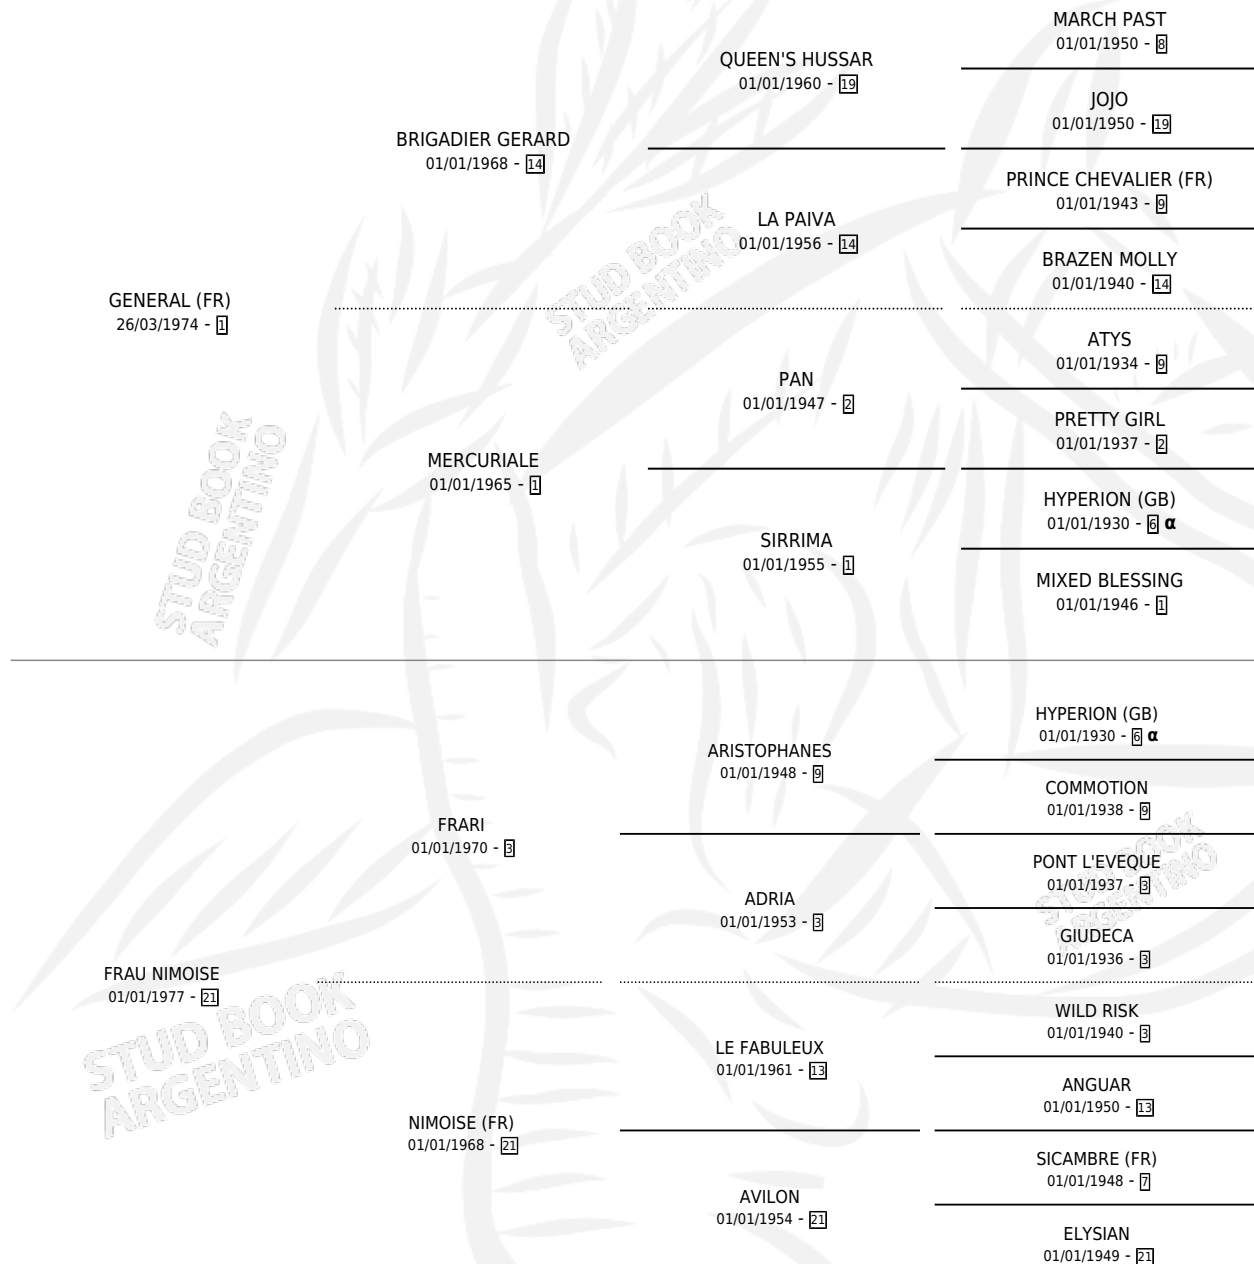 MARCH PAST
01/01/1950 - 8
QUEEN'S HUSSAR
01/01/1960 - 19
JOJO
01/01/1950 - 19
BRIGADIER GERARD
01/01/1968 - 14
PRINCE CHEVALIER (FR)
01/01/1943 - 9
LA PAIVA
01/01/1956 - 14
BRAZEN MOLLY
01/01/1940 - 14
STUD BOOK
ARGENTINO
GENERAL (FR)
26/03/1974 - 1
ATYS
01/01/1934 - 9
PAN
01/01/1947 - 2
PRETTY GIRL
01/01/1937 - 2
MERCURIALE
01/01/1965 - 1
HYPERION (GB)
01/01/1930 - 6 α
SIRRIMA
01/01/1955 - 1
MIXED BLESSING
01/01/1946 - 1
STUD BOOK
ARGENTINO
HYPERION (GB)
01/01/1930 - 6 α
ARISTOPHANES
01/01/1948 - 9
COMMOTION
01/01/1938 - 9
FRARI
01/01/1970 - 3
PONT L'EVEQUE
01/01/1937 - 3
STUD BOOK
ARGENTINO
ADRIA
01/01/1953 - 3
GIUDECA
01/01/1936 - 3
FRAU NIMOISE
01/01/1977 - 21
WILD RISK
01/01/1940 - 3
LE FABULEUX
01/01/1961 - 13
ANGUAR
01/01/1950 - 13
STUD BOOK
ARGENTINO
NIMOISE (FR)
01/01/1968 - 21
SICAMBRE (FR)
01/01/1948 - 7
AVILON
01/01/1954 - 21
ELYSIAN
01/01/1949 - 21